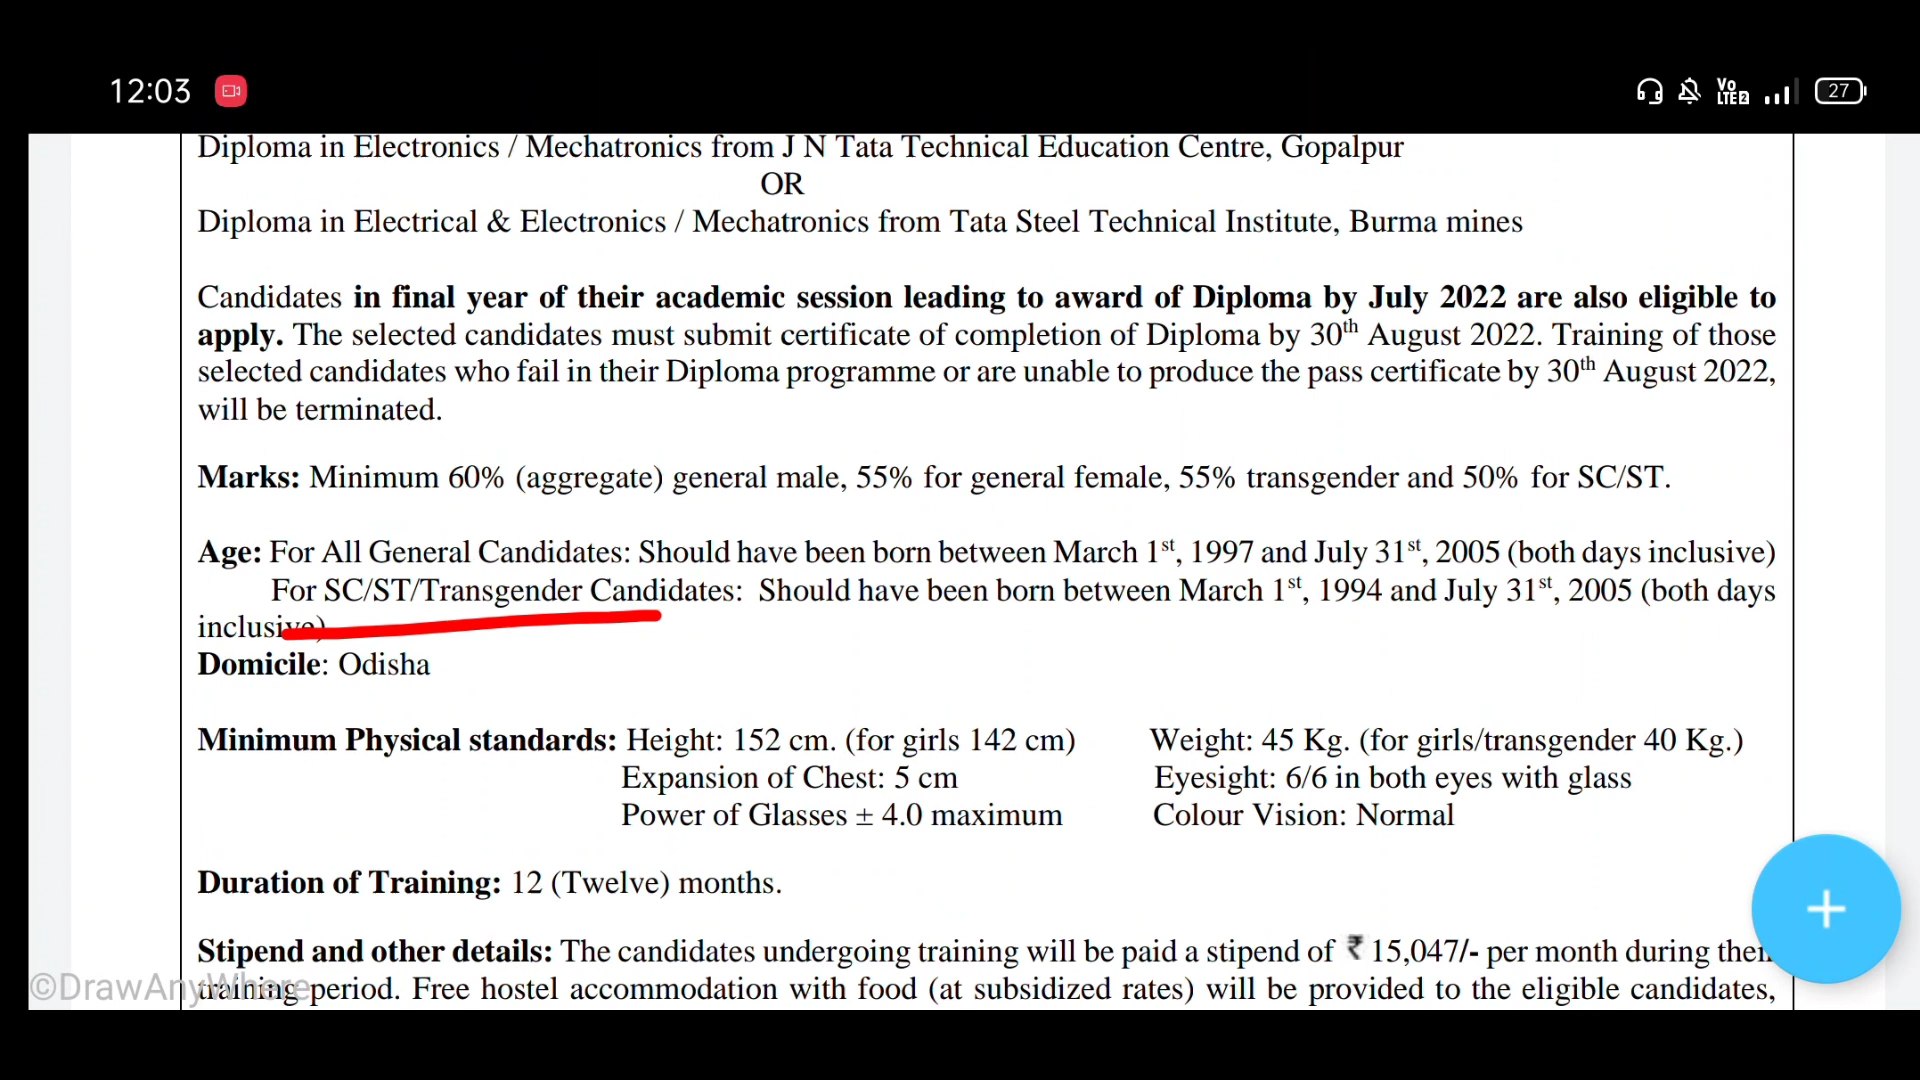 12:03
Vo LTE2 27
Diploma in Electronics / Mechatronics from J N Tata Technical Education Centre, Gopalpur
OR
Diploma in Electrical & Electronics / Mechatronics from Tata Steel Technical Institute, Burma mines
Candidates in final year of their academic session leading to award of Diploma by July 2022 are also eligible to
apply. The selected candidates must submit certificate of completion of Diploma by 30th August 2022. Training of those
selected candidates who fail in their Diploma programme or are unable to produce the pass certificate by 30th August 2022,
will be terminated.
Marks: Minimum 60% (aggregate) general male, 55% for general female, 55% transgender and 50% for SC/ST.
Age: For All General Candidates: Should have been born between March 1st, 1997 and July 31st, 2005 (both days inclusive)
For SC/ST/Transgender Candidates: Should have been born between March 1st, 1994 and July 31st, 2005 (both days
inclusive)
Domicile: Odisha
Minimum Physical standards: Height: 152 cm. (for girls 142 cm) Weight: 45 Kg. (for girls/transgender 40 Kg.)
Expansion of Chest: 5 cm Eyesight: 6/6 in both eyes with glass
Power of Glasses ± 4.0 maximum Colour Vision: Normal
Duration of Training: 12 (Twelve) months.
Stipend and other details: The candidates undergoing training will be paid a stipend of ₹ 15,047/- per month during
training period. Free hostel accommodation with food (at subsidized rates) will be provided to the eligible candidates,
©DrawAnyWhere